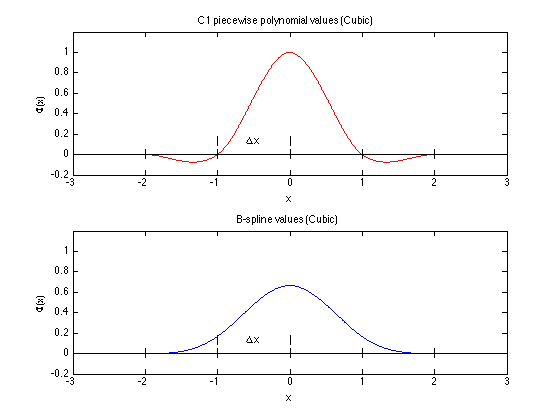 C1 piecewise polynomial values (Cubic)
1
0.8
0.6
0.4
0.2
0
-0.2
Φ(x)
Δx
-3 -2 -1 0 1 2 3
x
B-spline values (Cubic)
1
0.8
0.6
0.4
0.2
0
-0.2
Φ(x)
Δx
-3 -2 -1 0 1 2 3
x